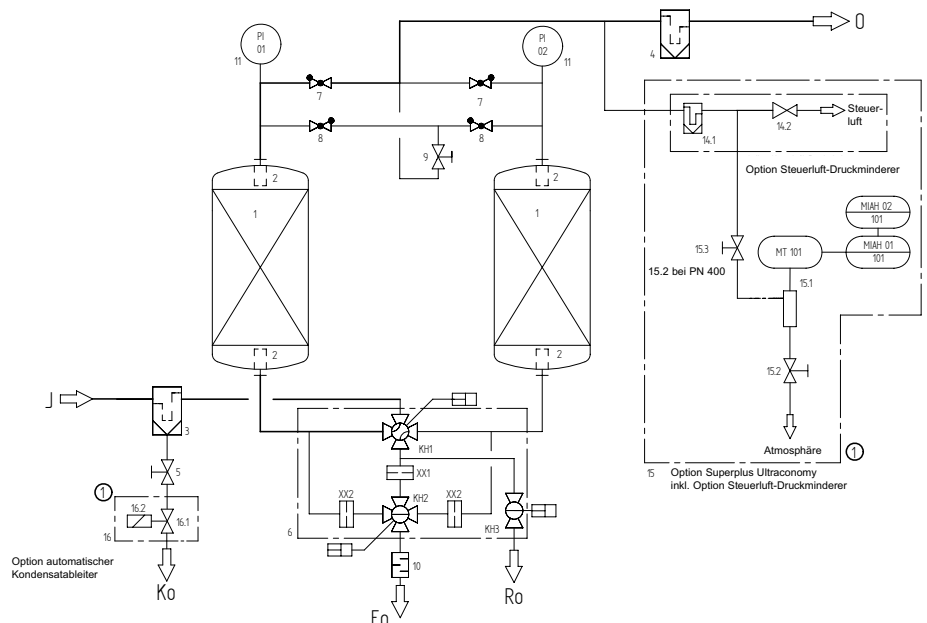 PI
01
11
PI
02
11
4
O
7
7
8
8
9
2
2
1
1
2
2
14.1
14.2
Steuer-
luft
Option Steuerluft-Druckminderer
MIAH 02
101
MIAH 01
101
MT 101
15.3
15.2 bei PN 400
15.1
15.2
Atmosphäre
1
15
Option Superplus Ultraconomy
inkl. Option Steuerluft-Druckminderer
J
3
5
KH1
XX1
XX2
KH2
XX2
KH3
6
10
1
16.2
16.1
16
Option automatischer
Kondensatableiter
Ko
Eo
Ro